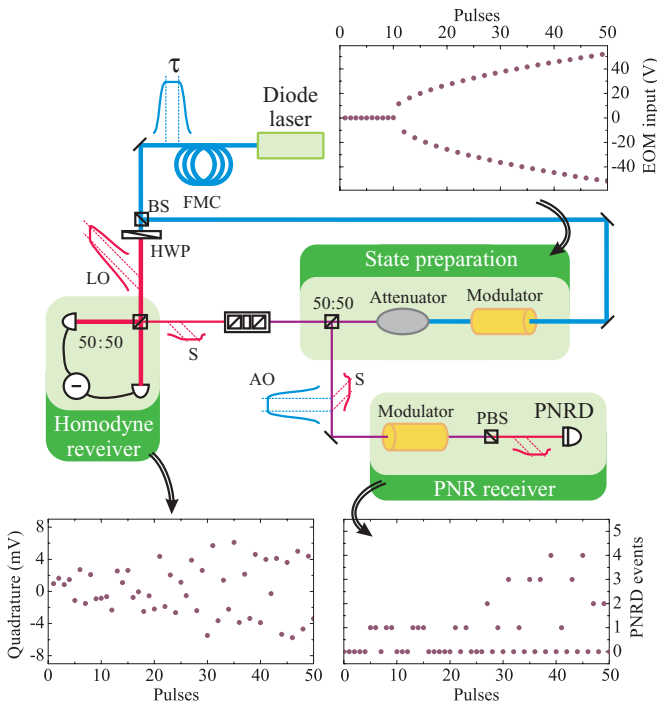 Pulses
0 10 20 30 40 50
40
20
0
-20
-40
EOM input (V)
τ
Diode
laser
FMC
BS
HWP
LO
State preparation
50:50
Attenuator
Modulator
50:50
S
AO
S
−
Homodyne
reveiver
Modulator
PBS
PNRD
PNR receiver
Quadrature (mV)
8
4
0
-4
-8
0 10 20 30 40 50
Pulses
5
4
3
2
1
0
PNRD events
0 10 20 30 40 50
Pulses